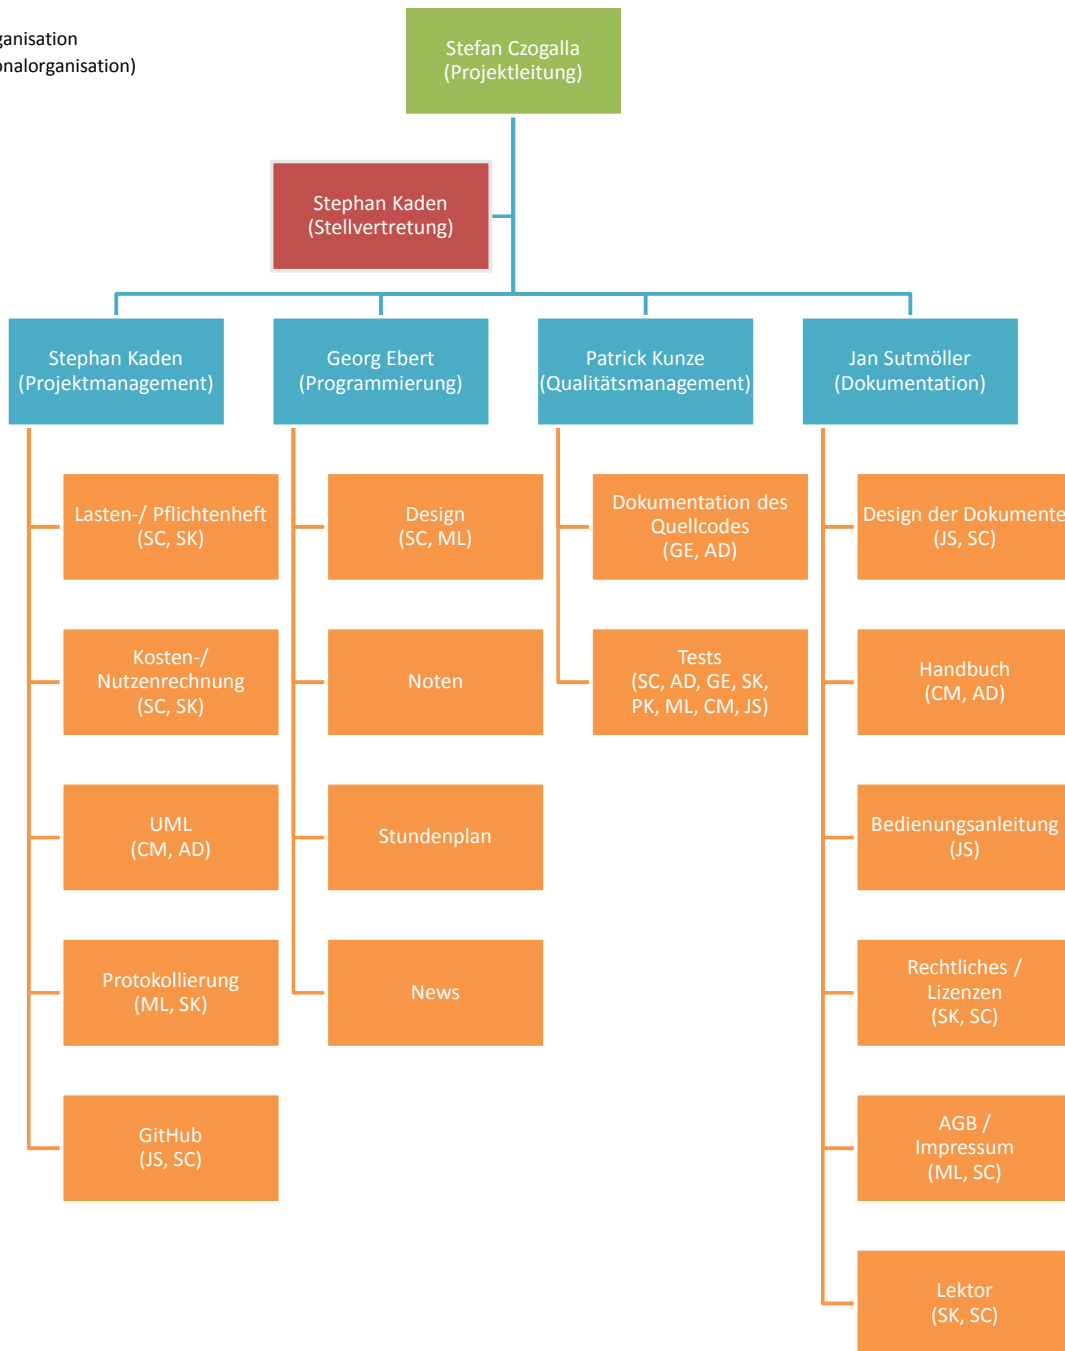 ganisation
onalorganisation)
Stefan Czogalla
(Projektleitung)
Stephan Kaden
(Stellvertretung)
Stephan Kaden
(Projektmanagement)
Georg Ebert
(Programmierung)
Patrick Kunze
(Qualitätsmanagement)
Jan Sutmöller
(Dokumentation)
Lasten-/ Pflichtenheft
(SC, SK)
Kosten-/
Nutzenrechnung
(SC, SK)
UML
(CM, AD)
Protokollierung
(ML, SK)
GitHub
(JS, SC)
Design
(SC, ML)
Noten
Stundenplan
News
Dokumentation des
Quellcodes
(GE, AD)
Tests
(SC, AD, GE, SK,
PK, ML, CM, JS)
Design der Dokumente
(JS, SC)
Handbuch
(CM, AD)
Bedienungsanleitung
(JS)
Rechtliches /
Lizenzen
(SK, SC)
AGB /
Impressum
(ML, SC)
Lektor
(SK, SC)